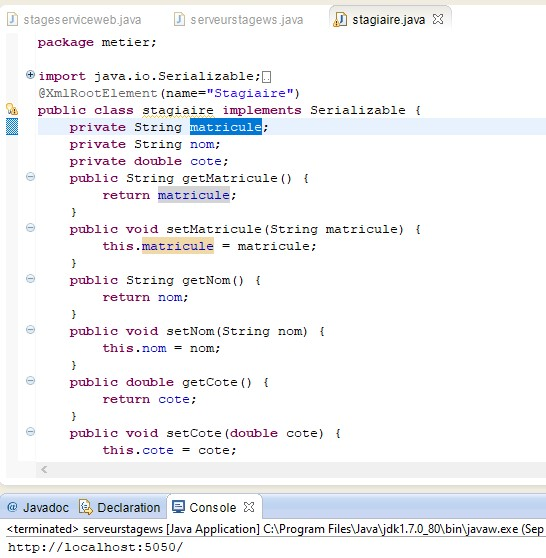 stageserviceweb.java serveurstagews.java stagiaire.java
package metier;
import java.io.Serializable;
@XmlRootElement(name="Stagiaire")
public class stagiaire implements Serializable {
private String matricule;
private String nom;
private double cote;
public String getMatricule() {
return matricule;
}
public void setMatricule(String matricule) {
this.matricule = matricule;
}
public String getNom() {
return nom;
}
public void setNom(String nom) {
this.nom = nom;
}
public double getCote() {
return cote;
}
public void setCote(double cote) {
this.cote = cote;
@ Javadoc Declaration Console
<terminated> serveurstagews [Java Application] C:\Program Files\Java\jdk1.7.0_80\bin\javaw.exe (Sep
http://localhost:5050/